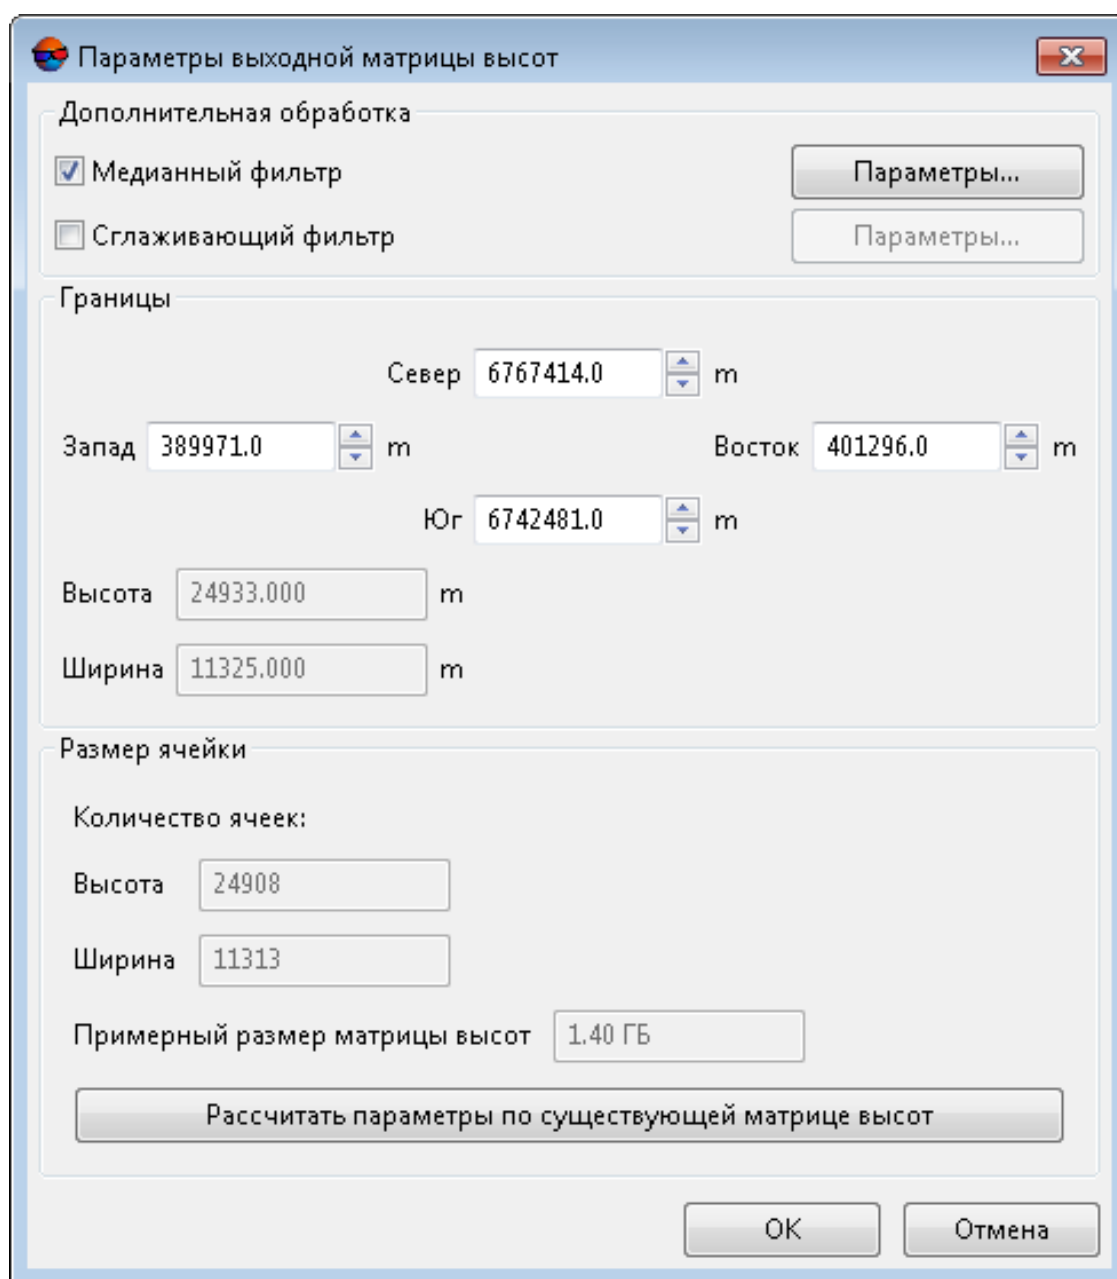 Параметры выходной матрицы высот
Дополнительная обработка
Медианный фильтр Параметры...
Сглаживающий фильтр Параметры...
Границы
Север 6767414.0 m
Запад 389971.0 m Восток 401296.0 m
Юг 6742481.0 m
Высота 24933.000 m
Ширина 11325.000 m
Размер ячейки
Количество ячеек:
Высота 24908
Ширина 11313
Примерный размер матрицы высот 1.40 ГБ
Рассчитать параметры по существующей матрице высот
OK Отмена